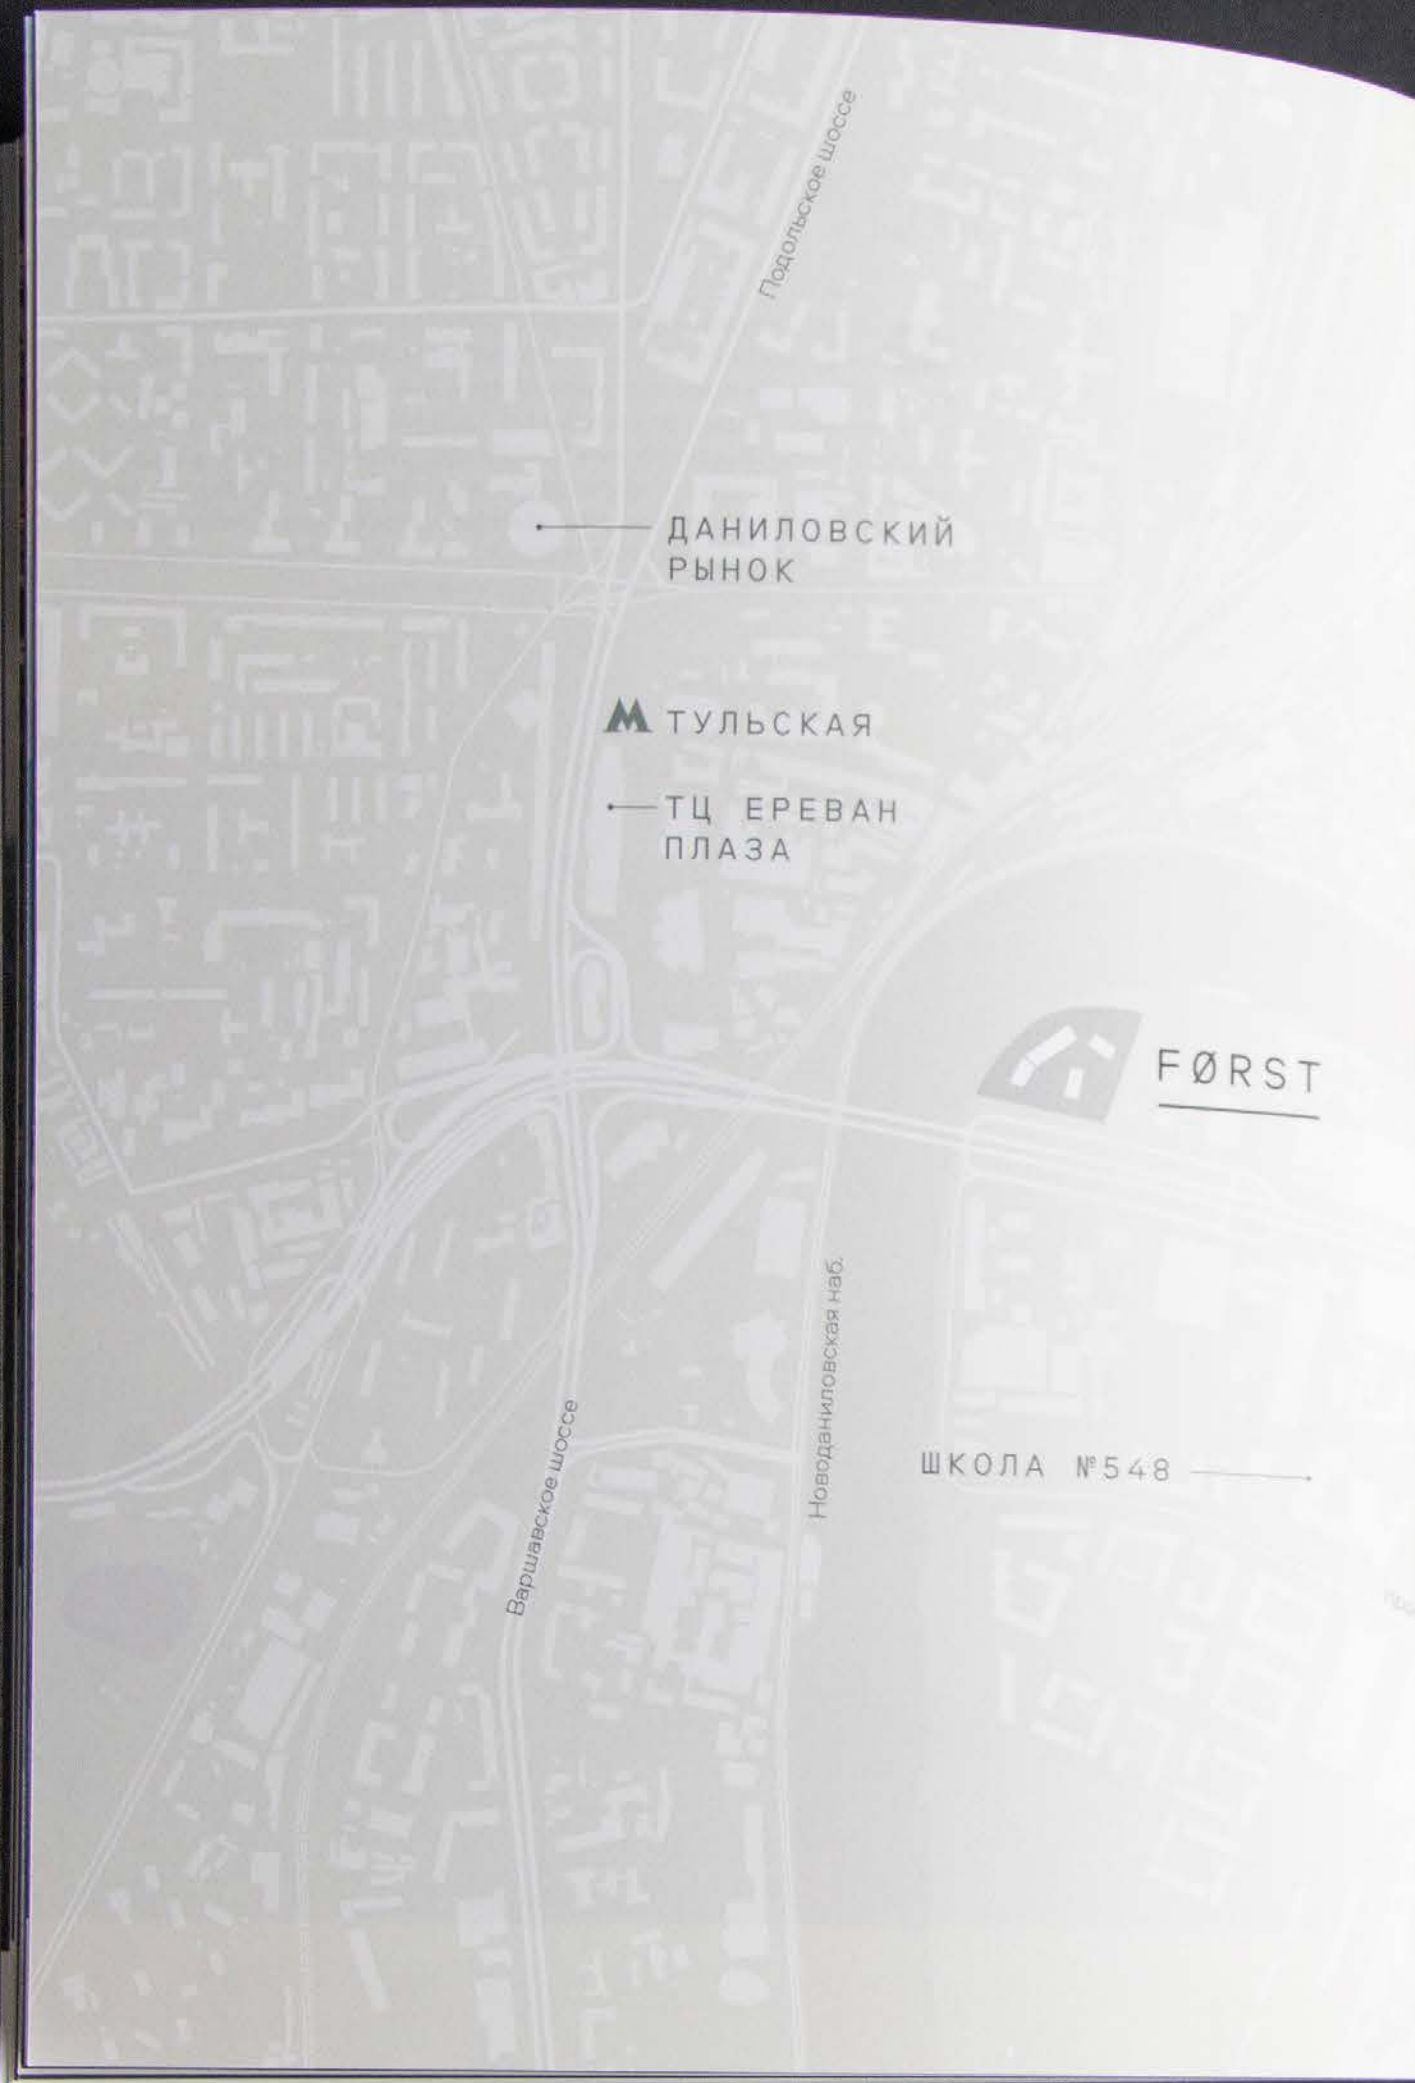 Подольское шоссе
ДАНИЛОВСКИЙ
РЫНОК
М ТУЛЬСКАЯ
ТЦ ЕРЕВАН
ПЛАЗА
FØRST
Новоданиловская наб.
Варшавское шоссе
ШКОЛА №548